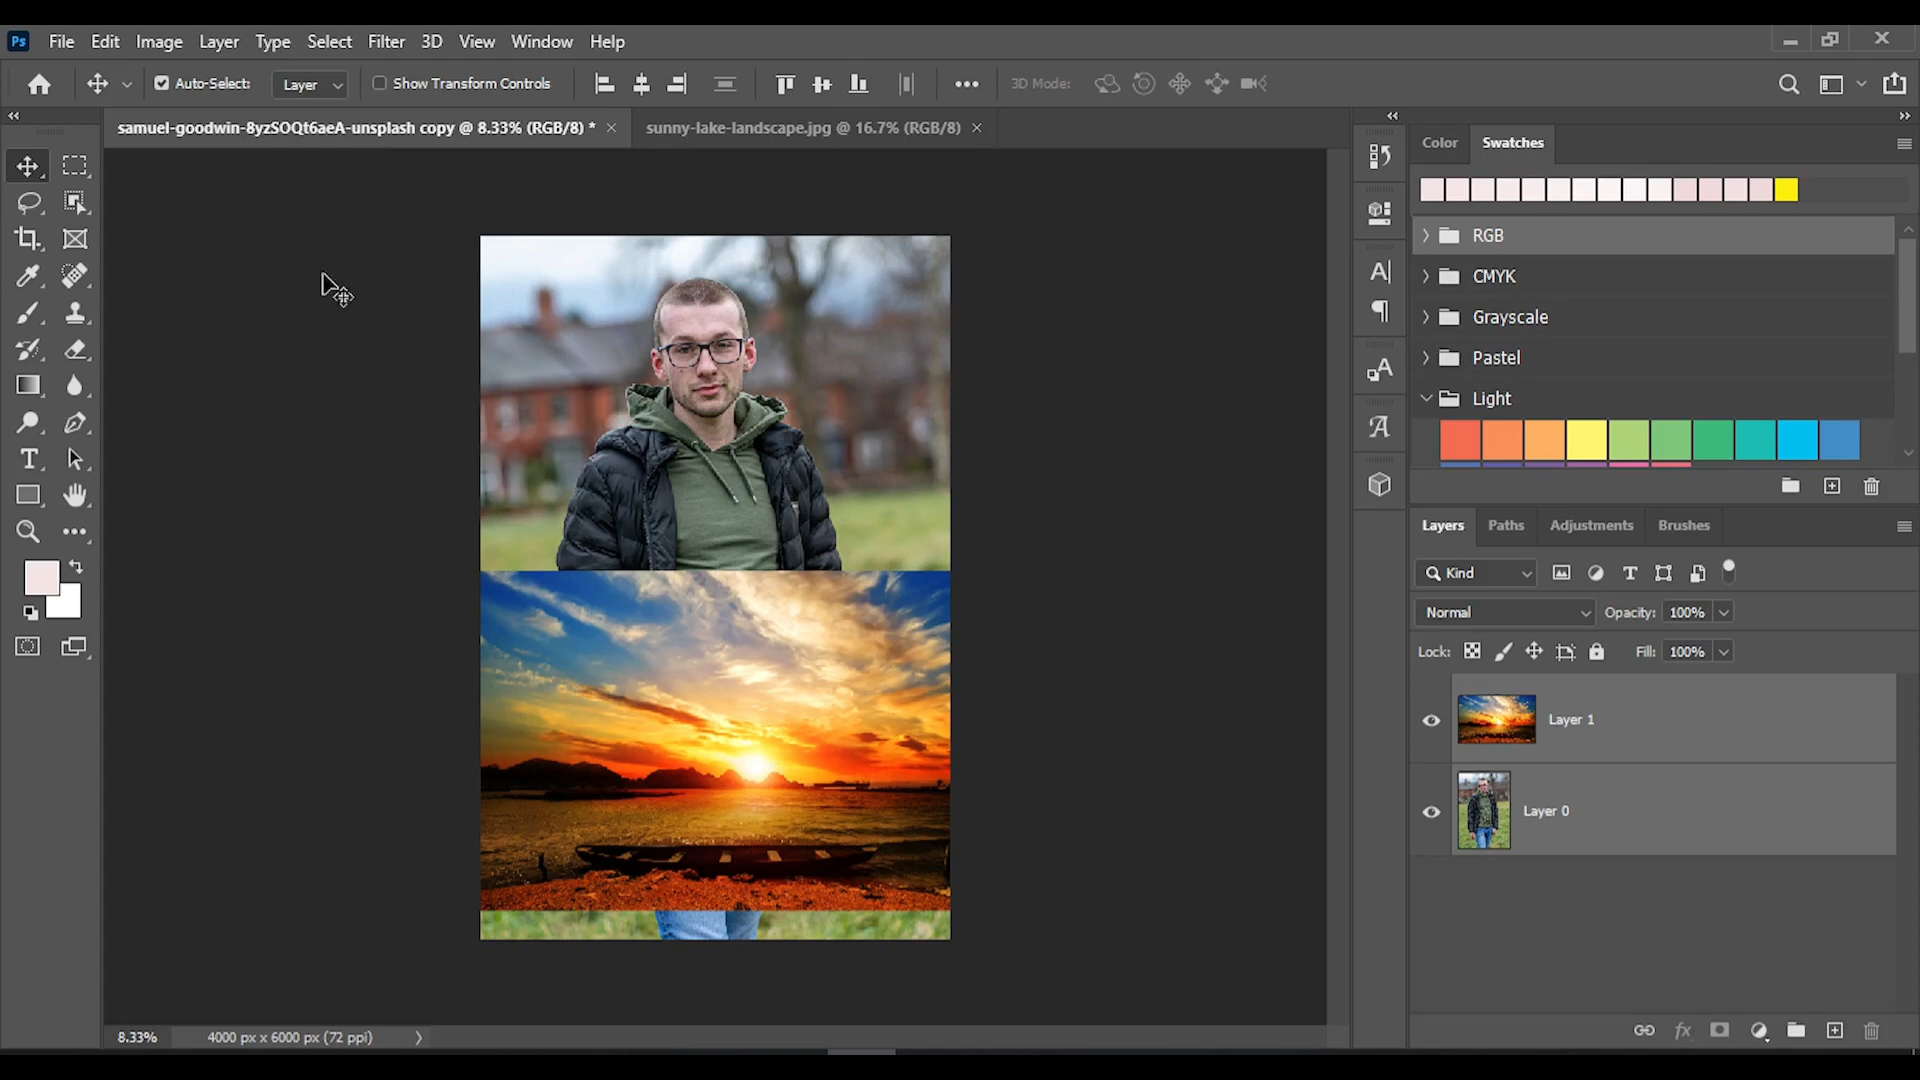 Ps File Edit Image Layer Type Select Filter 3D View Window Help
Auto-Select: Layer Show Transform Controls 3D Mode:
samuel-goodwin-8yzSOQt6aeA-unsplash copy @ 8.33% (RGB/8) * sunny-lake-landscape.jpg @ 16.7% (RGB/8)
Color Swatches
RGB
CMYK
Grayscale
Pastel
Light
Layers Paths Adjustments Brushes
Kind
Normal Opacity: 100%
Lock: Fill: 100%
Layer 1
Layer 0
8.33% 4000 px x 6000 px (72 ppi)